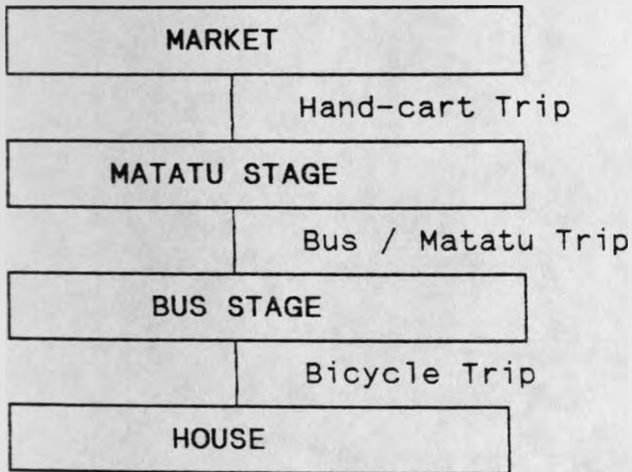 MARKET
Hand-cart Trip
MATATU STAGE
Bus / Matatu Trip
BUS STAGE
Bicycle Trip
HOUSE